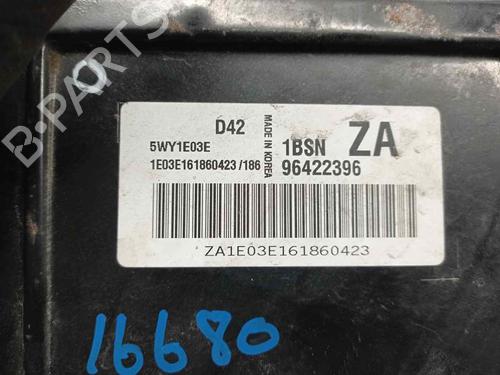 B-PARTS
D42
MADE IN KOREA
5WY1E03E
1BSN ZA
1E03E161860423 /186
96422396
ZA1E03E161860423
16680